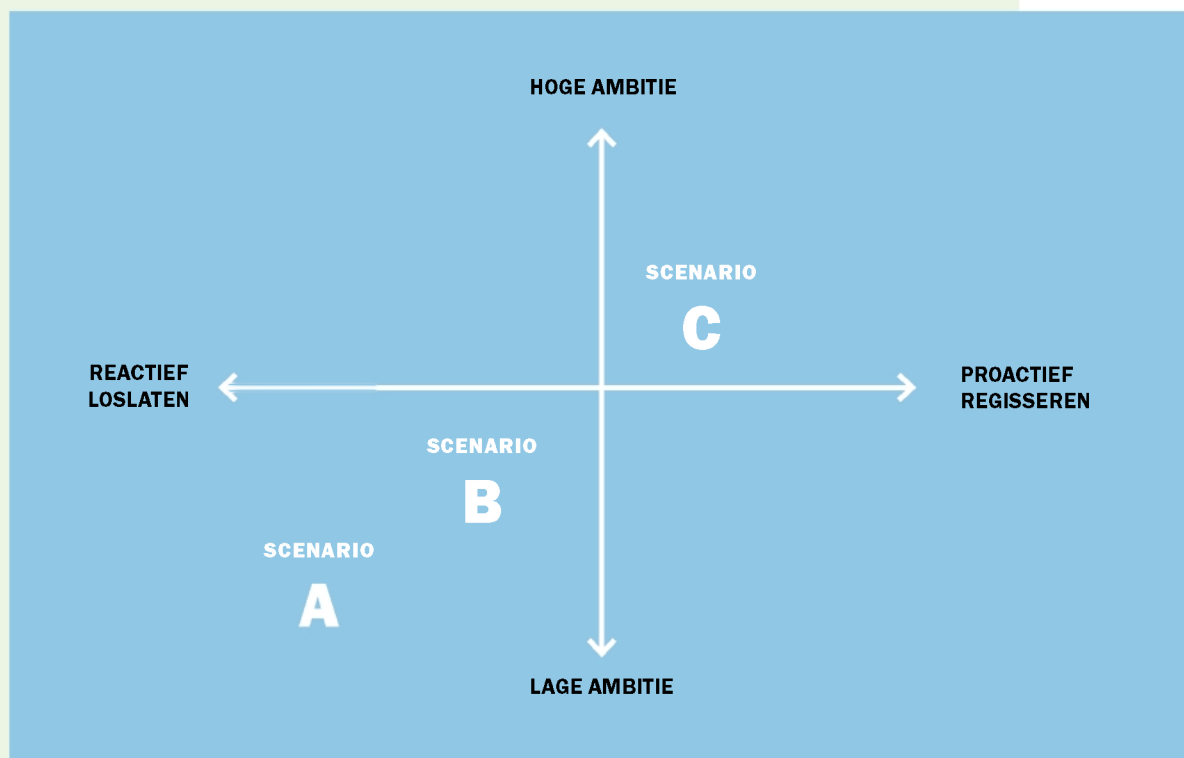 HOGE AMBITIE
SCENARIO
C
REACTIEF
LOSLATEN
PROACTIEF
REGISSEREN
SCENARIO
B
SCENARIO
A
LAGE AMBITIE